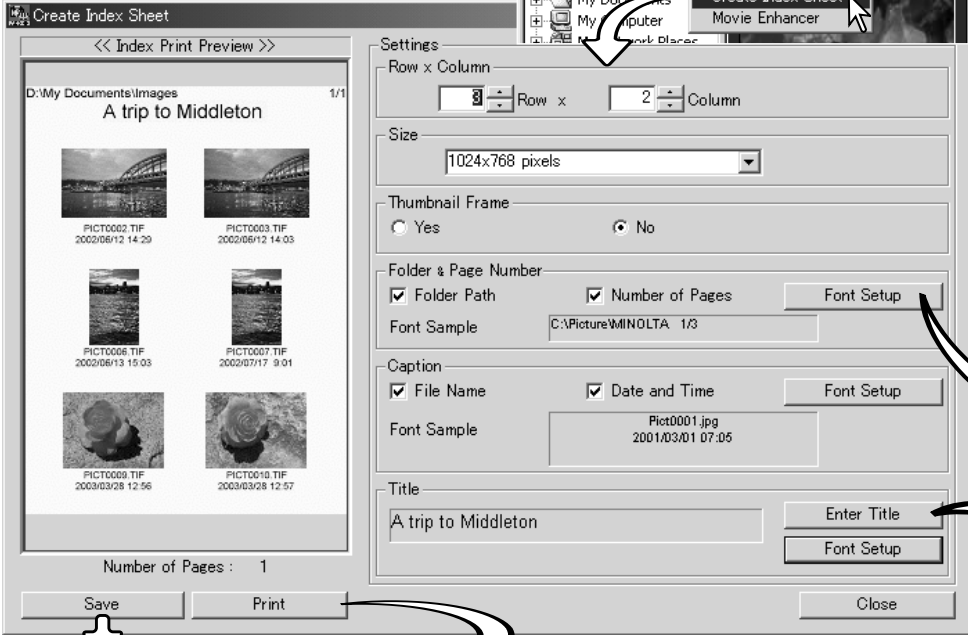 Create Index Sheet
My Computer
Movie Enhancer
<< Index Print Preview >>
D:\My Documents\Images 1/1
A trip to Middleton
PICT0002.TIF PICT0003.TIF
2002/06/12 14:29 2002/06/12 14:03
PICT0006.TIF PICT0007.TIF
2002/06/13 15:03 2002/07/17 9:01
PICT0009.TIF PICT0010.TIF
2003/03/28 12:56 2003/03/28 12:57
Number of Pages : 1
Save Print
Settings
Row x Column
3 Row x 2 Column
Size
1024x768 pixels
Thumbnail Frame
Yes No
Folder & Page Number
Folder Path Number of Pages Font Setup
Font Sample C:\Picture\MINOLTA 1/3
Caption
File Name Date and Time Font Setup
Font Sample Pict0001.jpg
2001/03/01 07:05
Title
A trip to Middleton Enter Title
Font Setup
Close